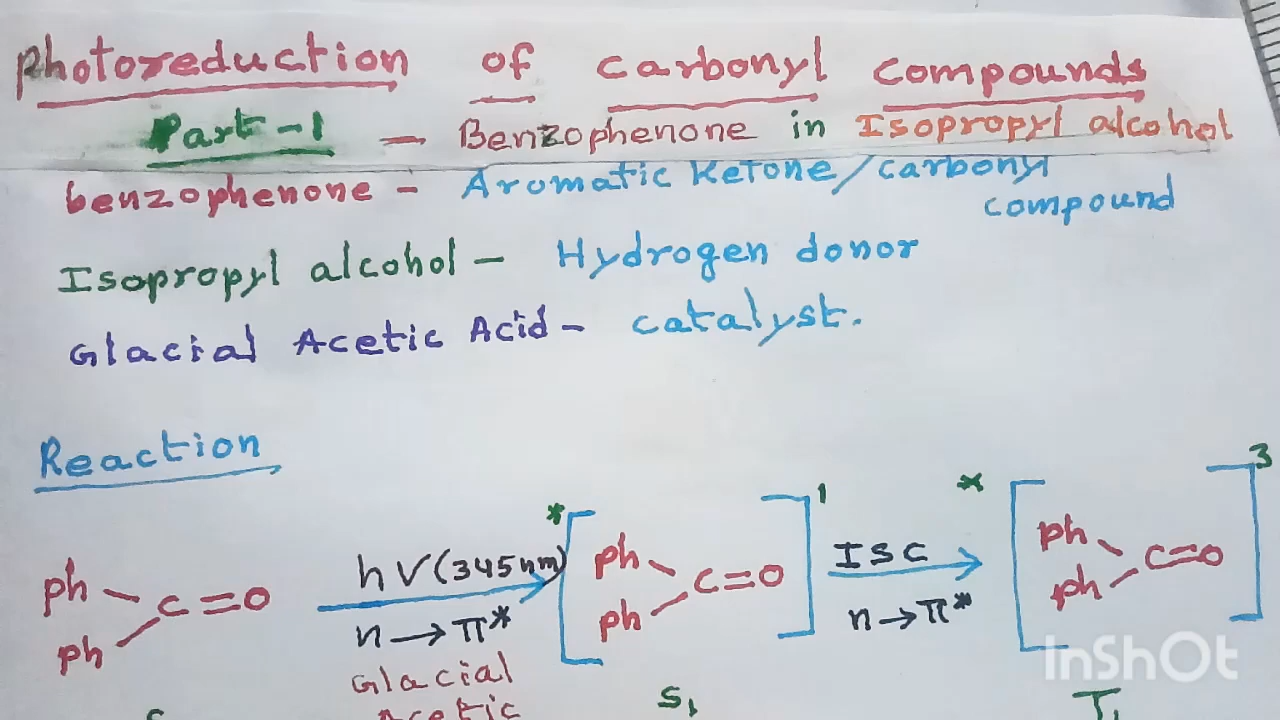 Photoreduction of carbonyl compounds
Part-1 — Benzophenone in Isopropyl alcohol
benzophenone - Aromatic Ketone/carbonyl
compound
Isopropyl alcohol - Hydrogen donor
Glacial Acetic Acid - catalyst.
Reaction
* 1 * 3
Ph Ph C=O hν(345nm) Ph Ph C=O ISC Ph Ph C=O
n→π* n→π*
Glacial
Acetic
S1 T1
InShOt